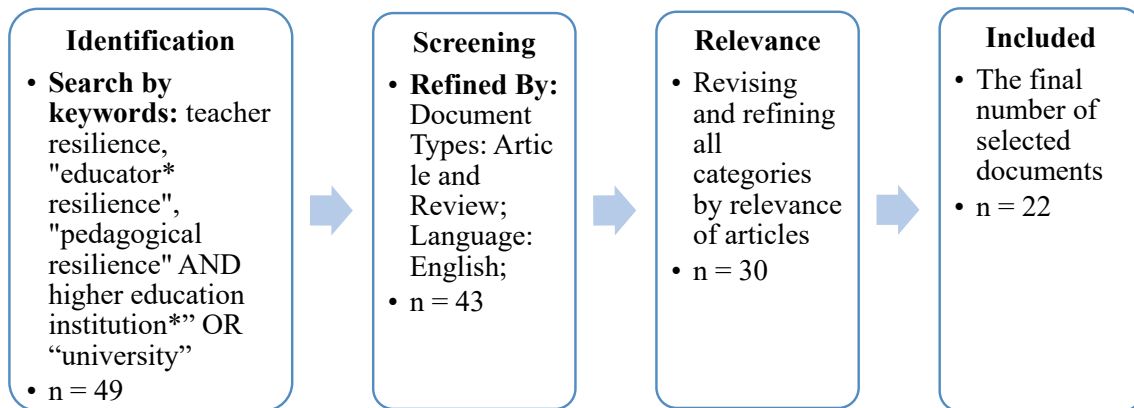 Identification
• Search by
keywords: teacher
resilience,
"educator*
resilience",
"pedagogical
resilience" AND
higher education
institution*” OR
“university”
• n = 49
Screening
• Refined By:
Document
Types: Artic
le and
Review;
Language:
English;
• n = 43
Relevance
• Revising
and refining
all
categories
by relevance
of articles
• n = 30
Included
• The final
number of
selected
documents
• n = 22